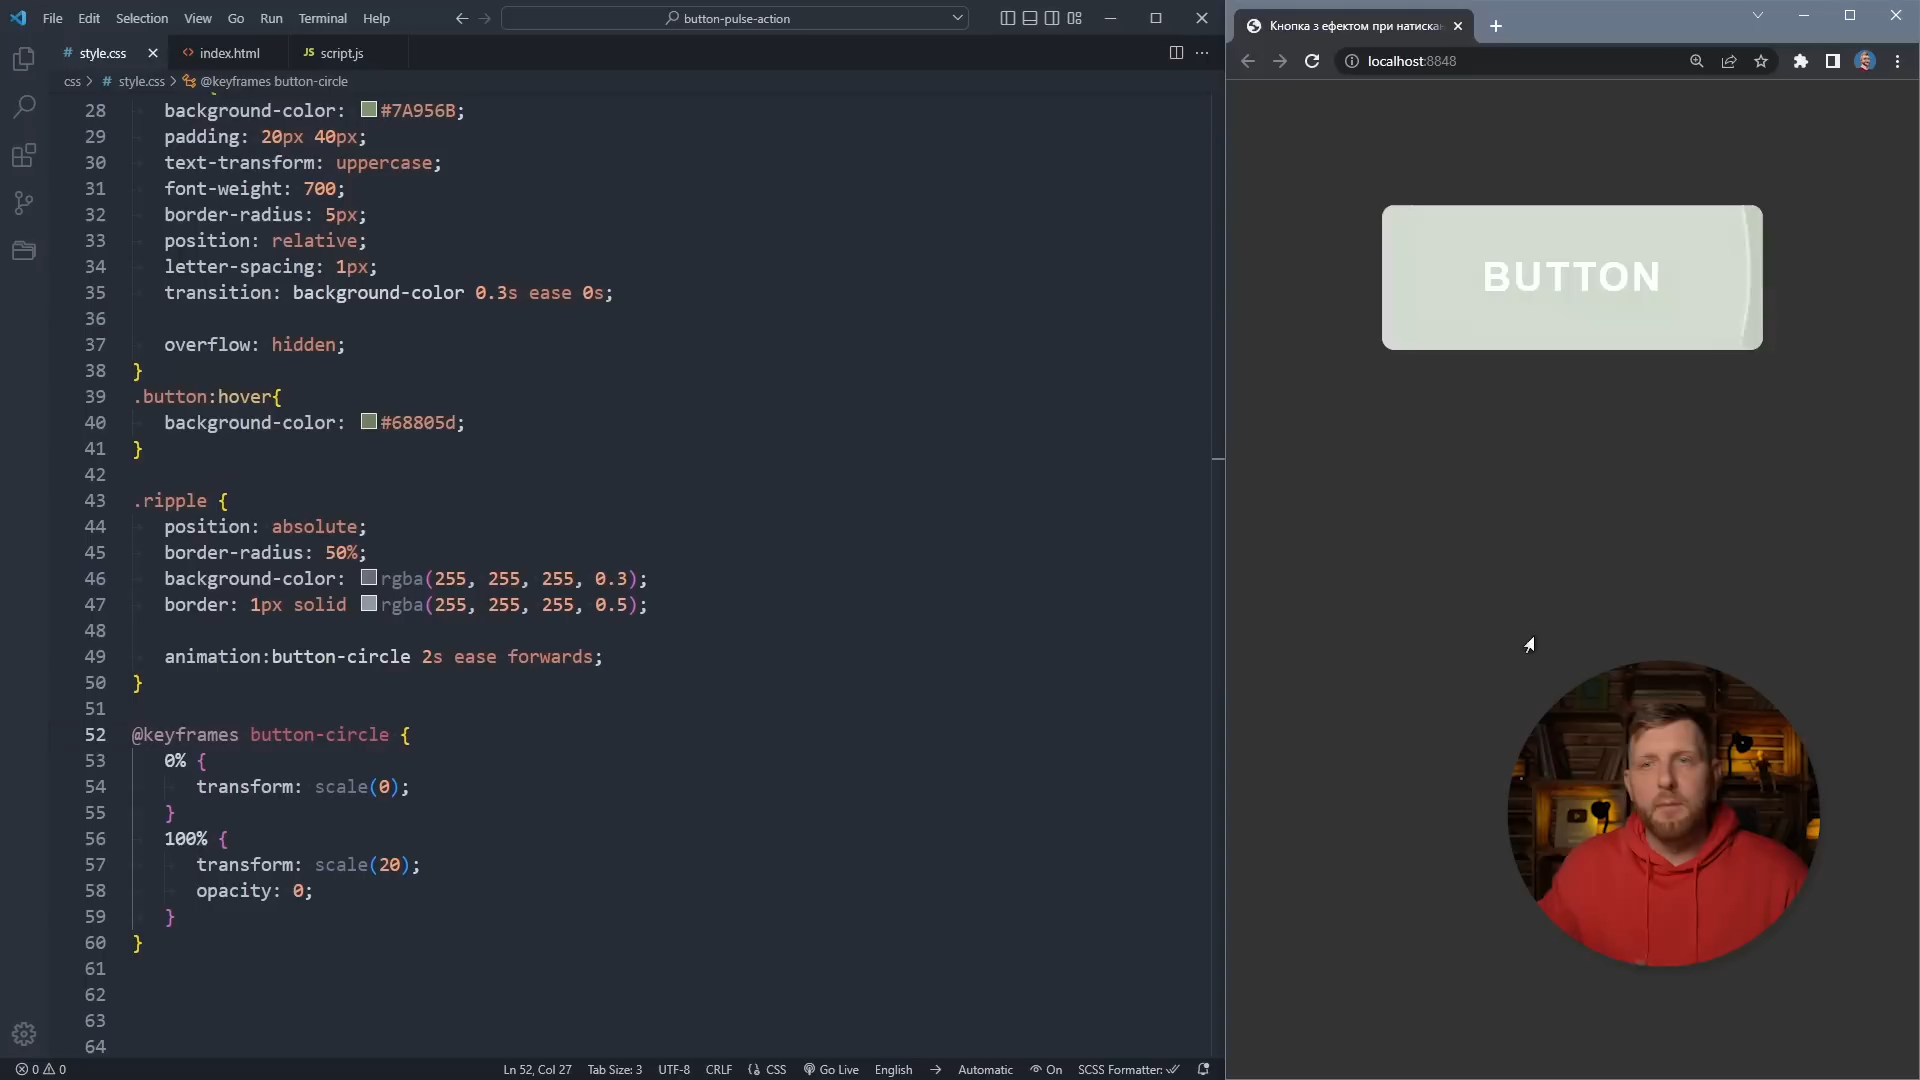 File Edit Selection View Go Run Terminal Help
button-pulse-action
# style.css
<> index.html
JS script.js
css > # style.css > @keyframes button-circle
28 background-color: #7A956B;
29 padding: 20px 40px;
30 text-transform: uppercase;
31 font-weight: 700;
32 border-radius: 5px;
33 position: relative;
34 letter-spacing: 1px;
35 transition: background-color 0.3s ease 0s;
36
37 overflow: hidden;
38 }
39 .button:hover{
40 background-color: #68805d;
41 }
42
43 .ripple {
44 position: absolute;
45 border-radius: 50%;
46 background-color: rgba(255, 255, 255, 0.3);
47 border: 1px solid rgba(255, 255, 255, 0.5);
48
49 animation:button-circle 2s ease forwards;
50 }
51
52 @keyframes button-circle {
53 0% {
54 transform: scale(0);
55 }
56 100% {
57 transform: scale(20);
58 opacity: 0;
59 }
60 }
61
62
63
64
0 0
Ln 52, Col 27 Tab Size: 3 UTF-8 CRLF {} CSS Go Live English Automatic On SCSS Formatter:
Кнопка з ефектом при натиска
localhost:8848
BUTTON